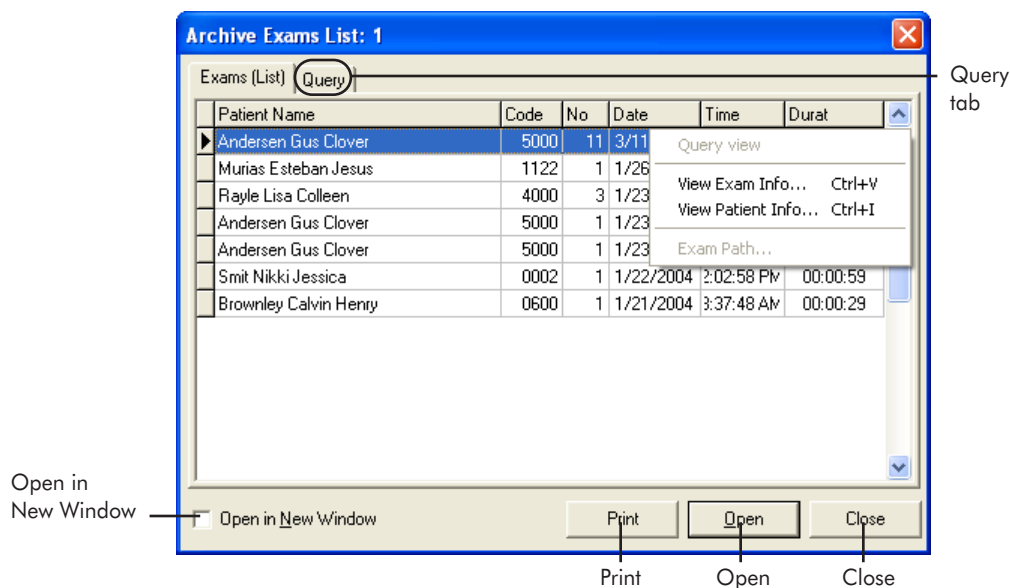 Archive Exams List: 1
Exams (List) Query
Query
tab
Patient Name Code No Date Time Durat
Andersen Gus Clover 5000 11 3/11
Query view
Murias Esteban Jesus 1122 1 1/26
View Exam Info... Ctrl+V
Rayle Lisa Colleen 4000 3 1/23
View Patient Info... Ctrl+I
Andersen Gus Clover 5000 1 1/23
Andersen Gus Clover 5000 1 1/23
Exam Path...
Smit Nikki Jessica 0002 1 1/22/2004 2:02:58 PM 00:00:59
Brownley Calvin Henry 0600 1 1/21/2004 3:37:48 AM 00:00:29
Open in
New Window
Open in New Window Print Open Close
Print Open Close